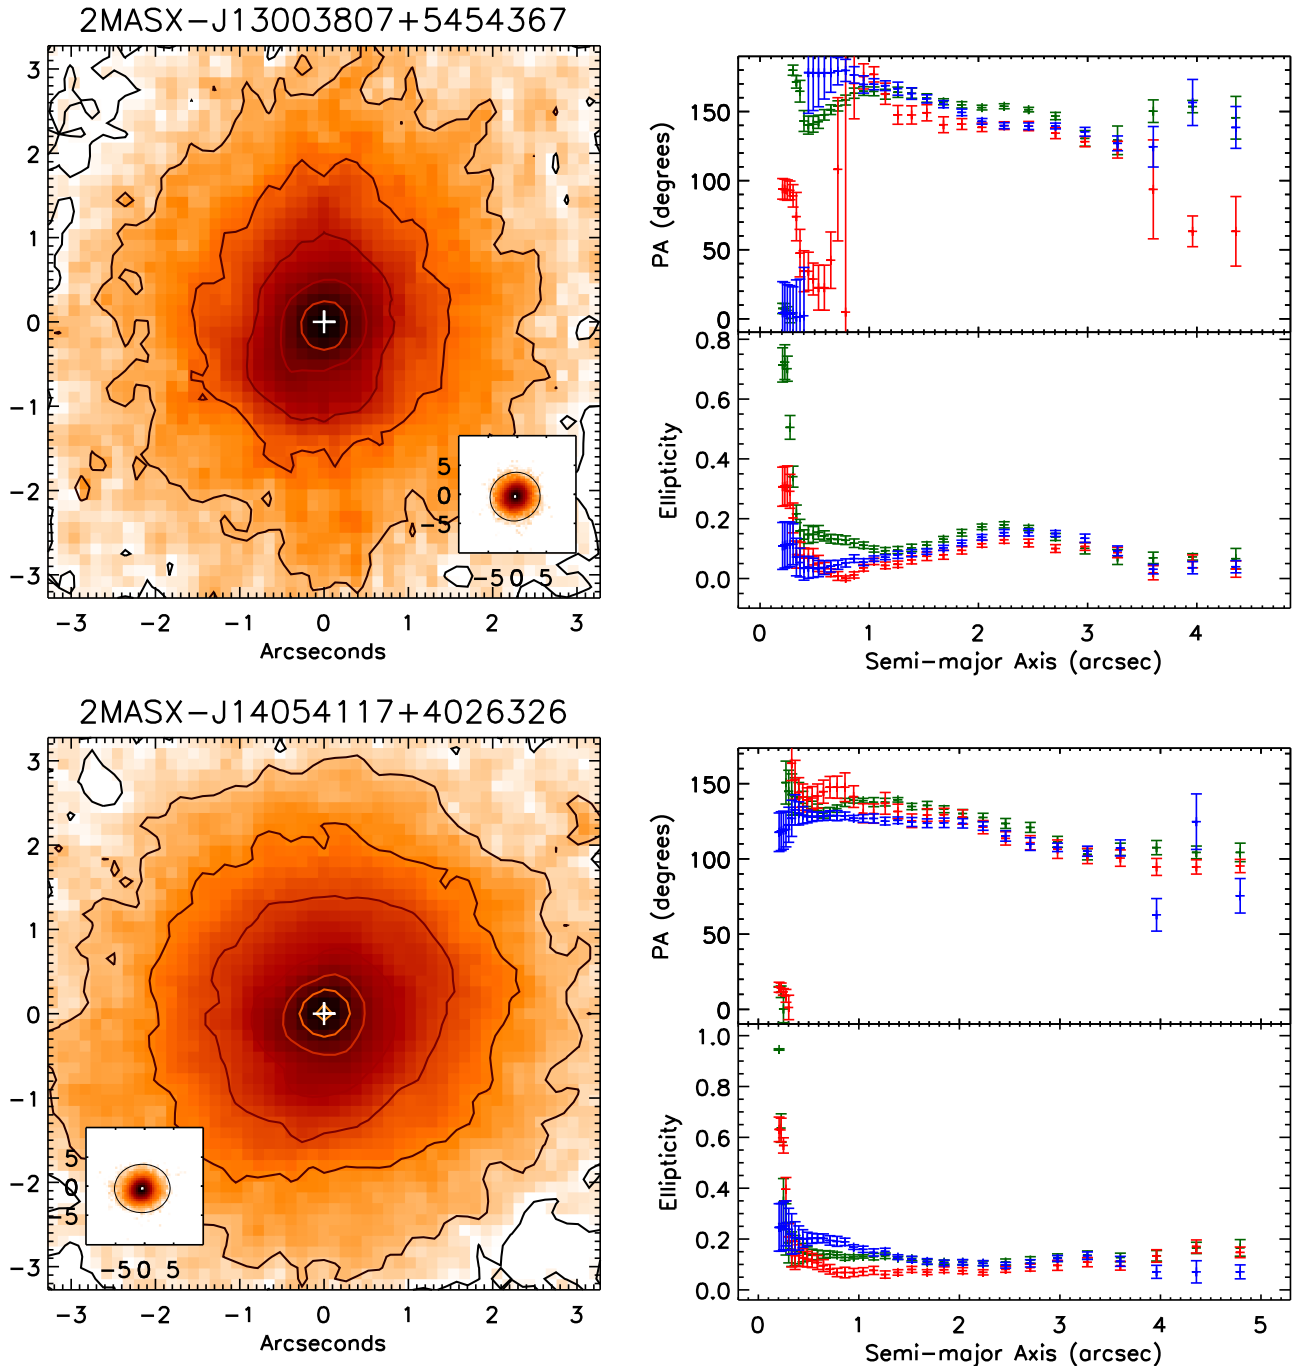 2MASX-J13003807+5454367
3
2
1
0
-1
-2
-3
-3 -2 -1 0 1 2 3
Arcseconds
5
0
-5
-5 0 5
PA (degrees)
150
100
50
0
Ellipticity
0.8
0.6
0.4
0.2
0.0
0 1 2 3 4
Semi-major Axis (arcsec)
2MASX-J14054117+4026326
3
2
1
0
-1
-2
-3
-3 -2 -1 0 1 2 3
Arcseconds
5
0
-5
-5 0 5
PA (degrees)
150
100
50
0
Ellipticity
1.0
0.8
0.6
0.4
0.2
0.0
0 1 2 3 4 5
Semi-major Axis (arcsec)